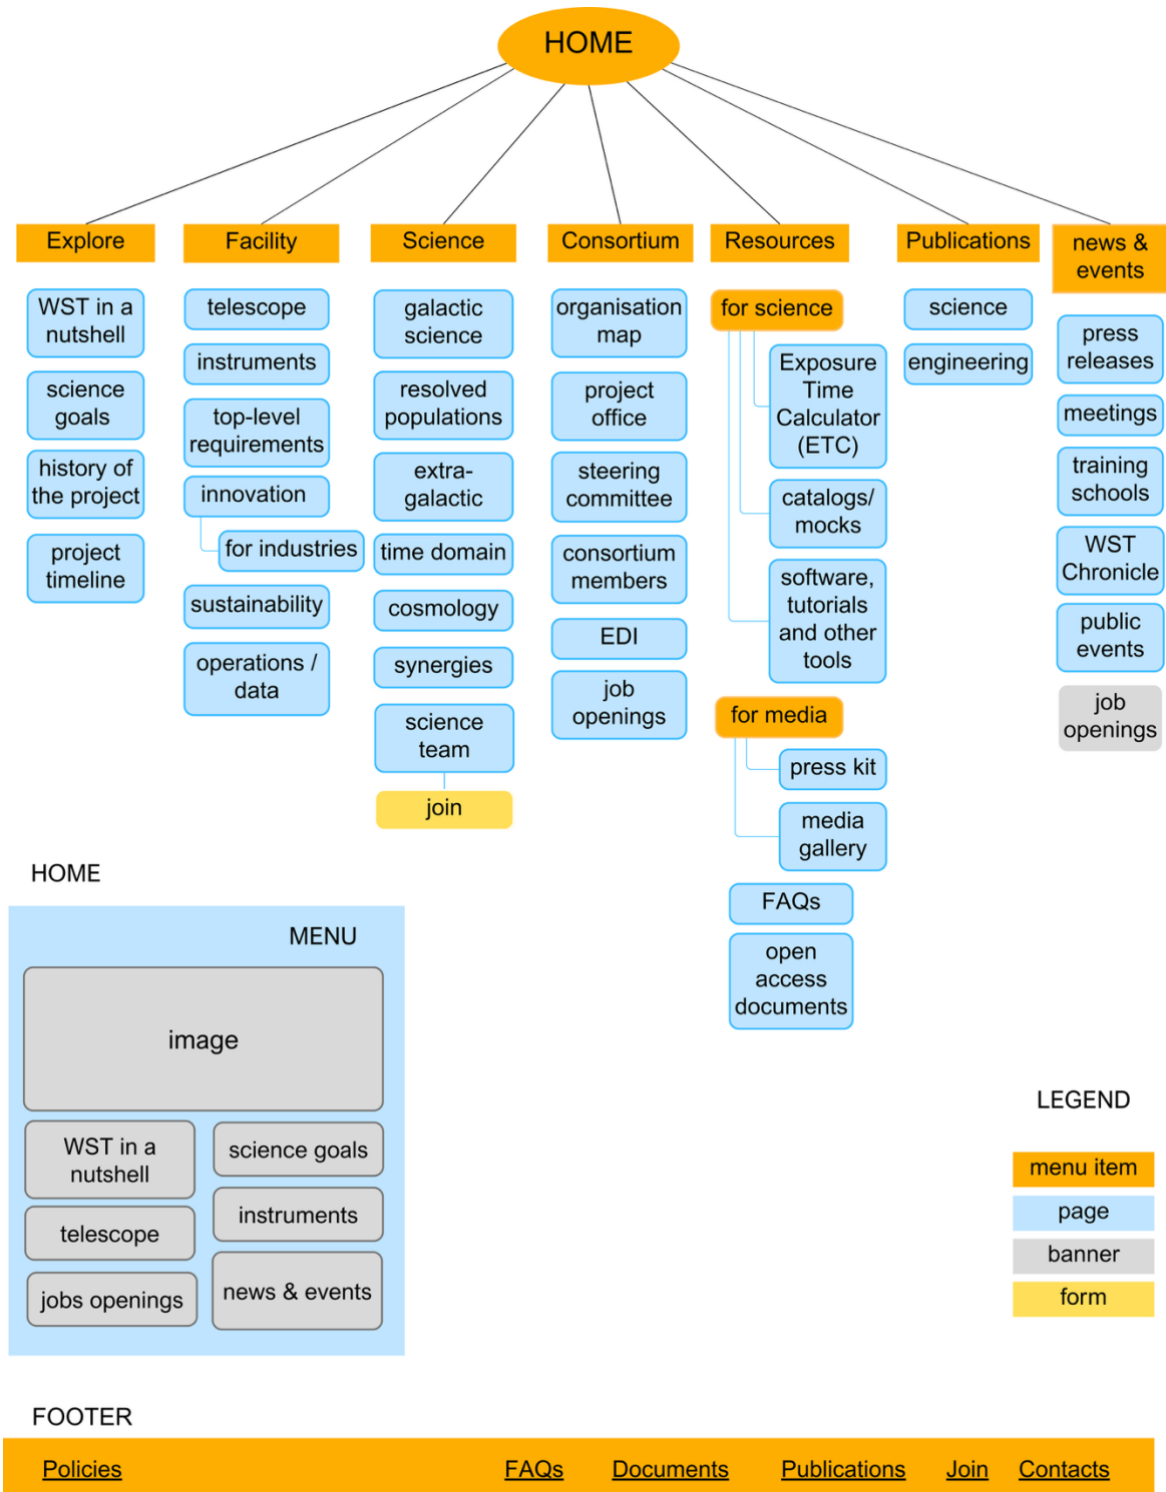 HOME
Explore
Facility
Science
Consortium
Resources
Publications
news &
events
WST in a
nutshell
science
goals
history of
the project
project
timeline
telescope
instruments
top-level
requirements
innovation
for industries
sustainability
operations /
data
galactic
science
resolved
populations
extra-
galactic
time domain
cosmology
synergies
science
team
join
organisation
map
project
office
steering
committee
consortium
members
EDI
job
openings
for science
Exposure
Time
Calculator
(ETC)
catalogs/
mocks
software,
tutorials
and other
tools
for media
press kit
media
gallery
FAQs
open
access
documents
science
engineering
press
releases
meetings
training
schools
WST
Chronicle
public
events
job
openings
HOME
MENU
image
WST in a
nutshell
science goals
telescope
instruments
jobs openings
news & events
LEGEND
menu item
page
banner
form
FOOTER
Policies FAQs Documents Publications Join Contacts